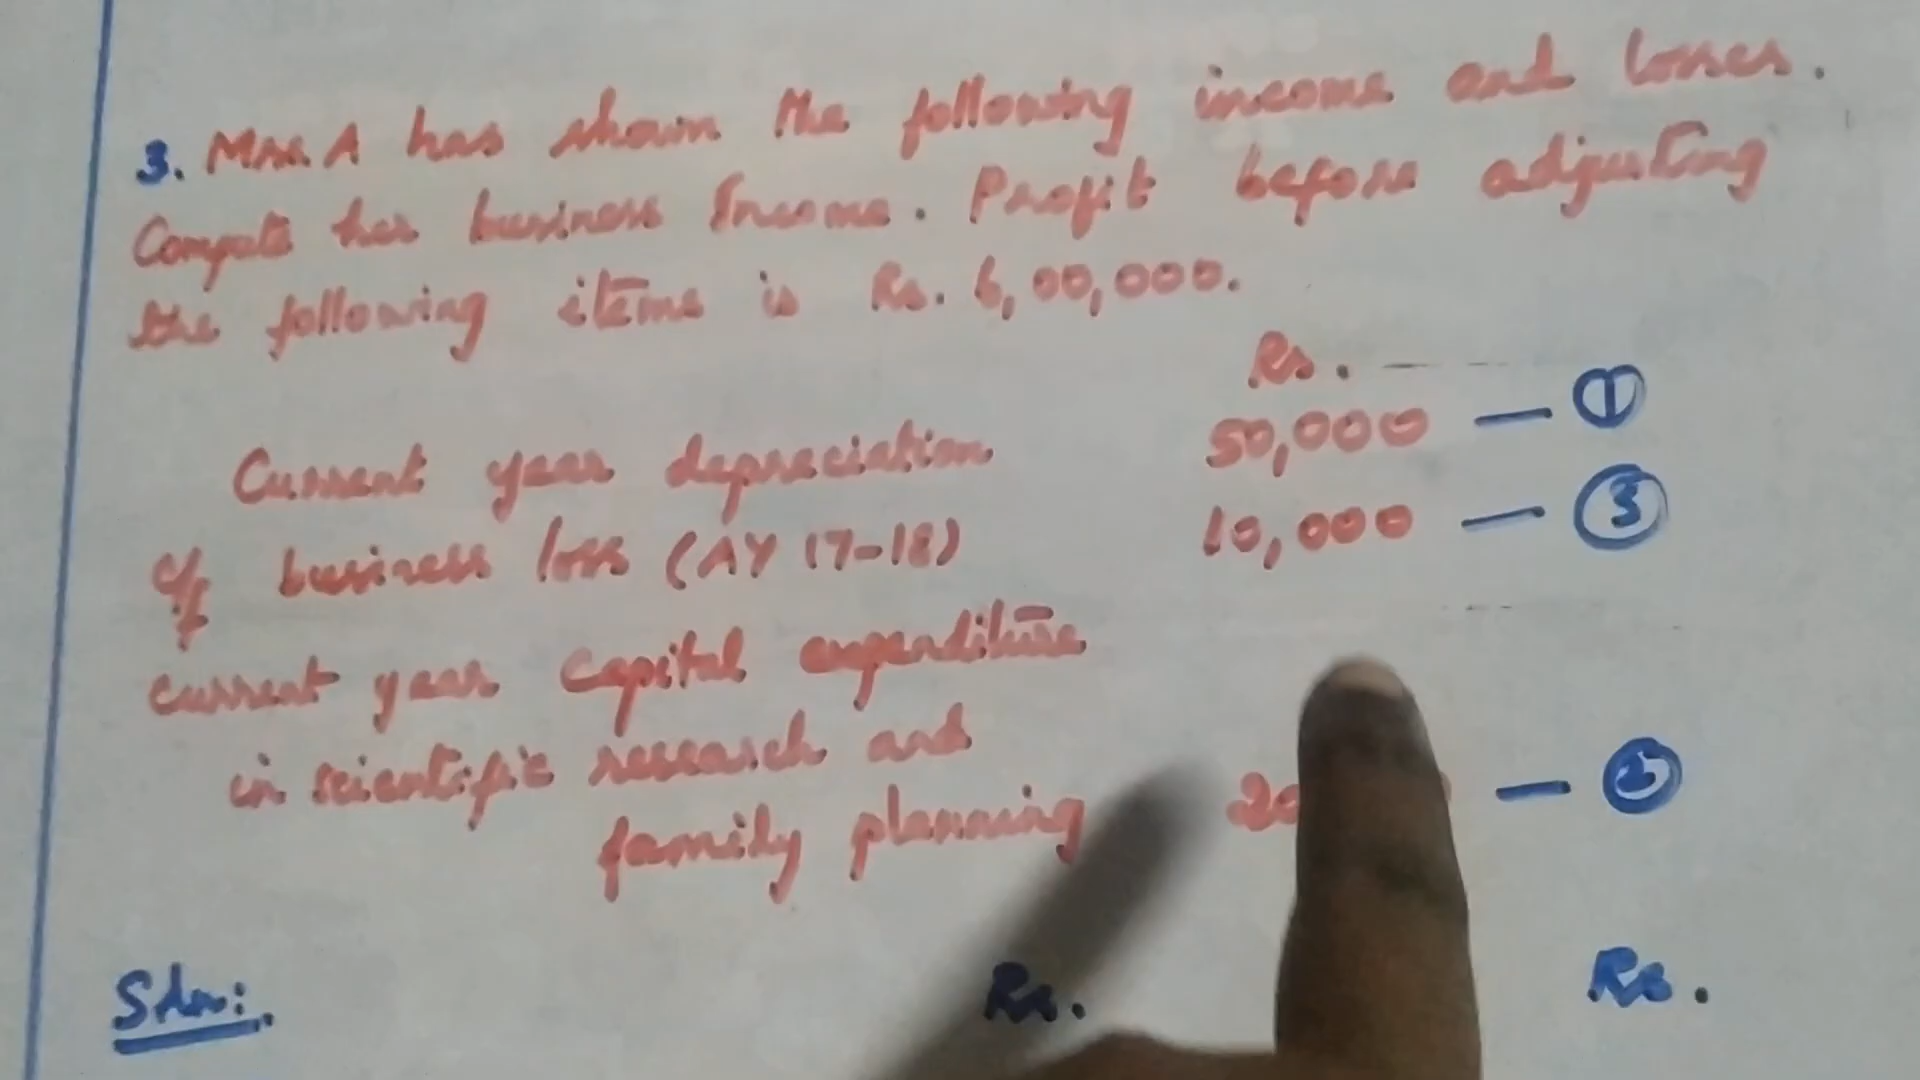 3. Mrs. A has shown the following income and losses.
Compute her business Income. Profit before adjusting
the following items is Rs. 6,00,000.
Rs.
Current year depreciation 50,000 — ①
c/f business loss (AY 17-18) 10,000 — ③
Current year Capital expenditure
in scientific research and
family planning — ②
Soln: Rs. Rs.